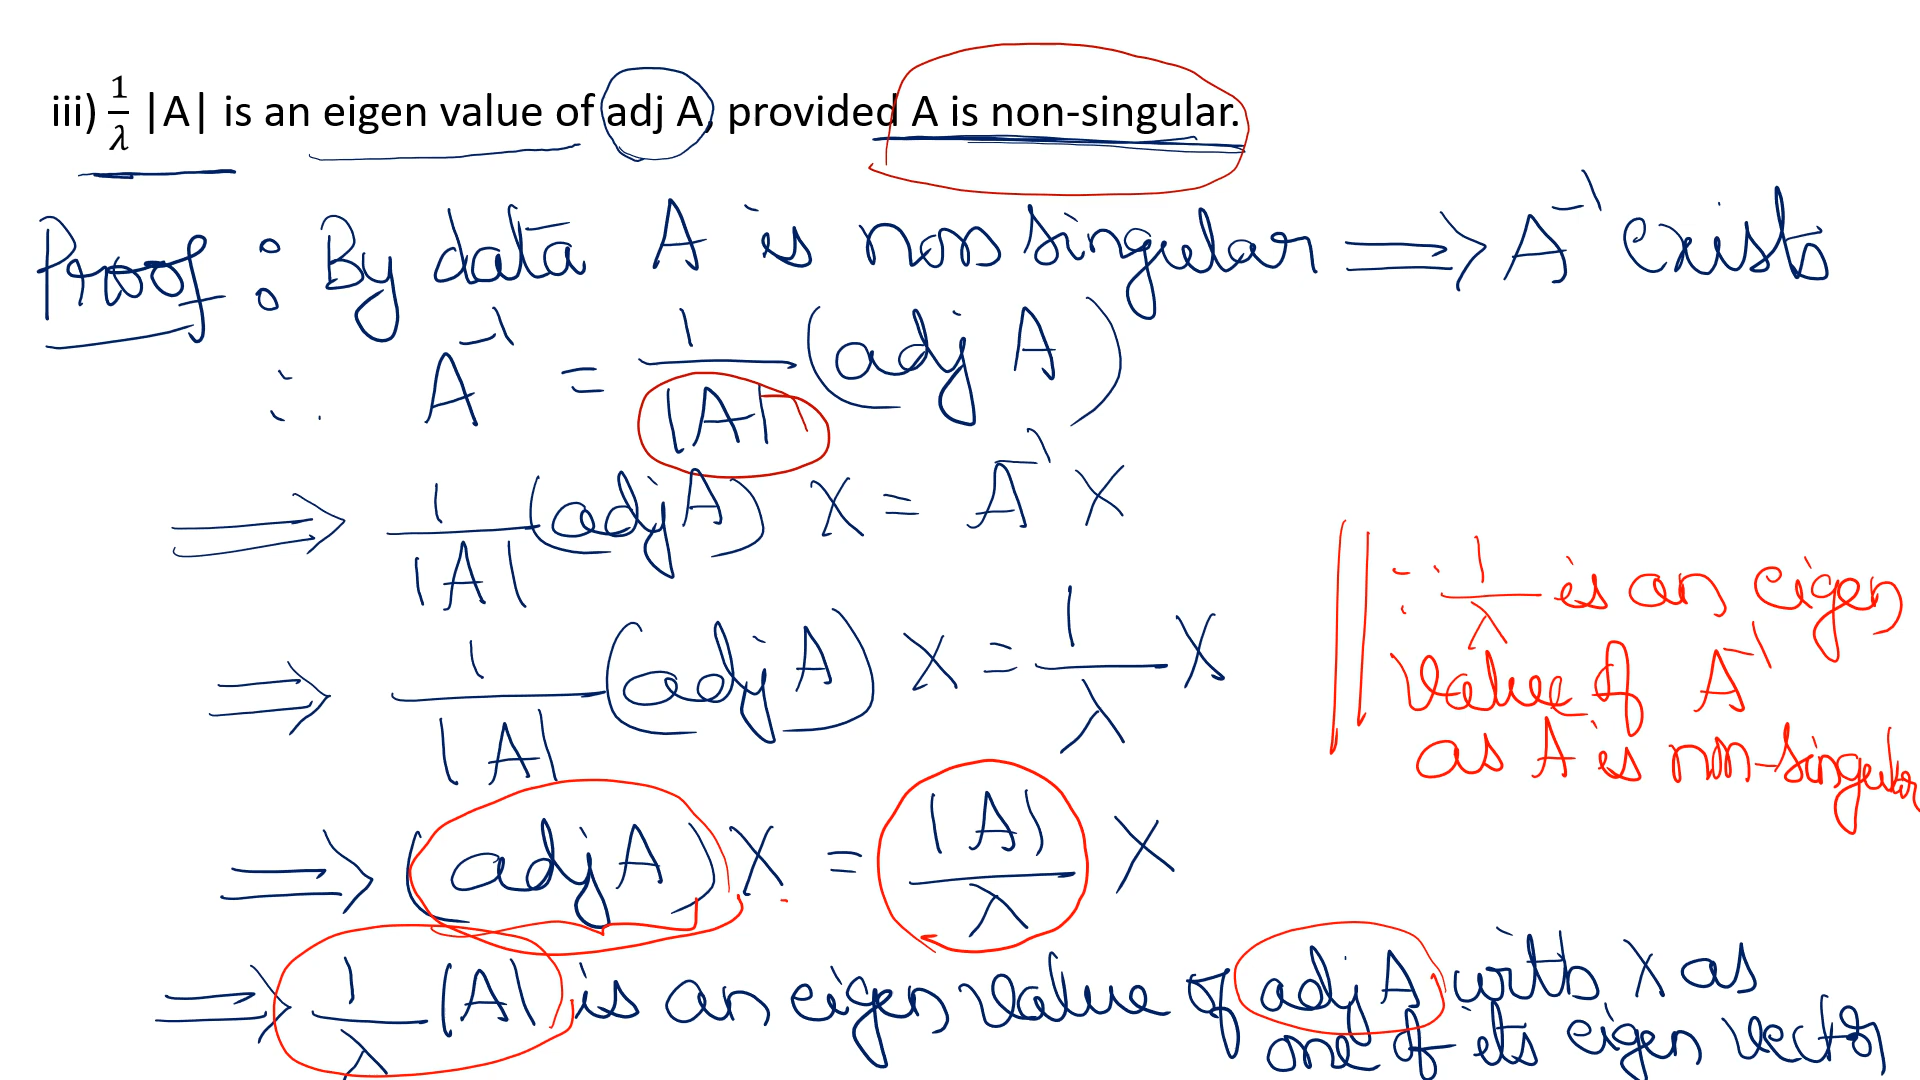 iii) 1/λ |A| is an eigen value of adj A, provided A is non-singular.
Proof : By data A is non singular ⟹ A⁻¹ exists
∴ A⁻¹ = 1/|A| (adj A)
⟹ 1/|A| (adj A) X = A⁻¹ X
⟹ 1/|A| (adj A) X = 1/λ X
∵ 1/λ is an eigen
value of A⁻¹
as A is non-singular
⟹ (adj A) X = |A|/λ X
⟹ 1/λ |A| is an eigen value of adj A with X as
one of its eigen vector